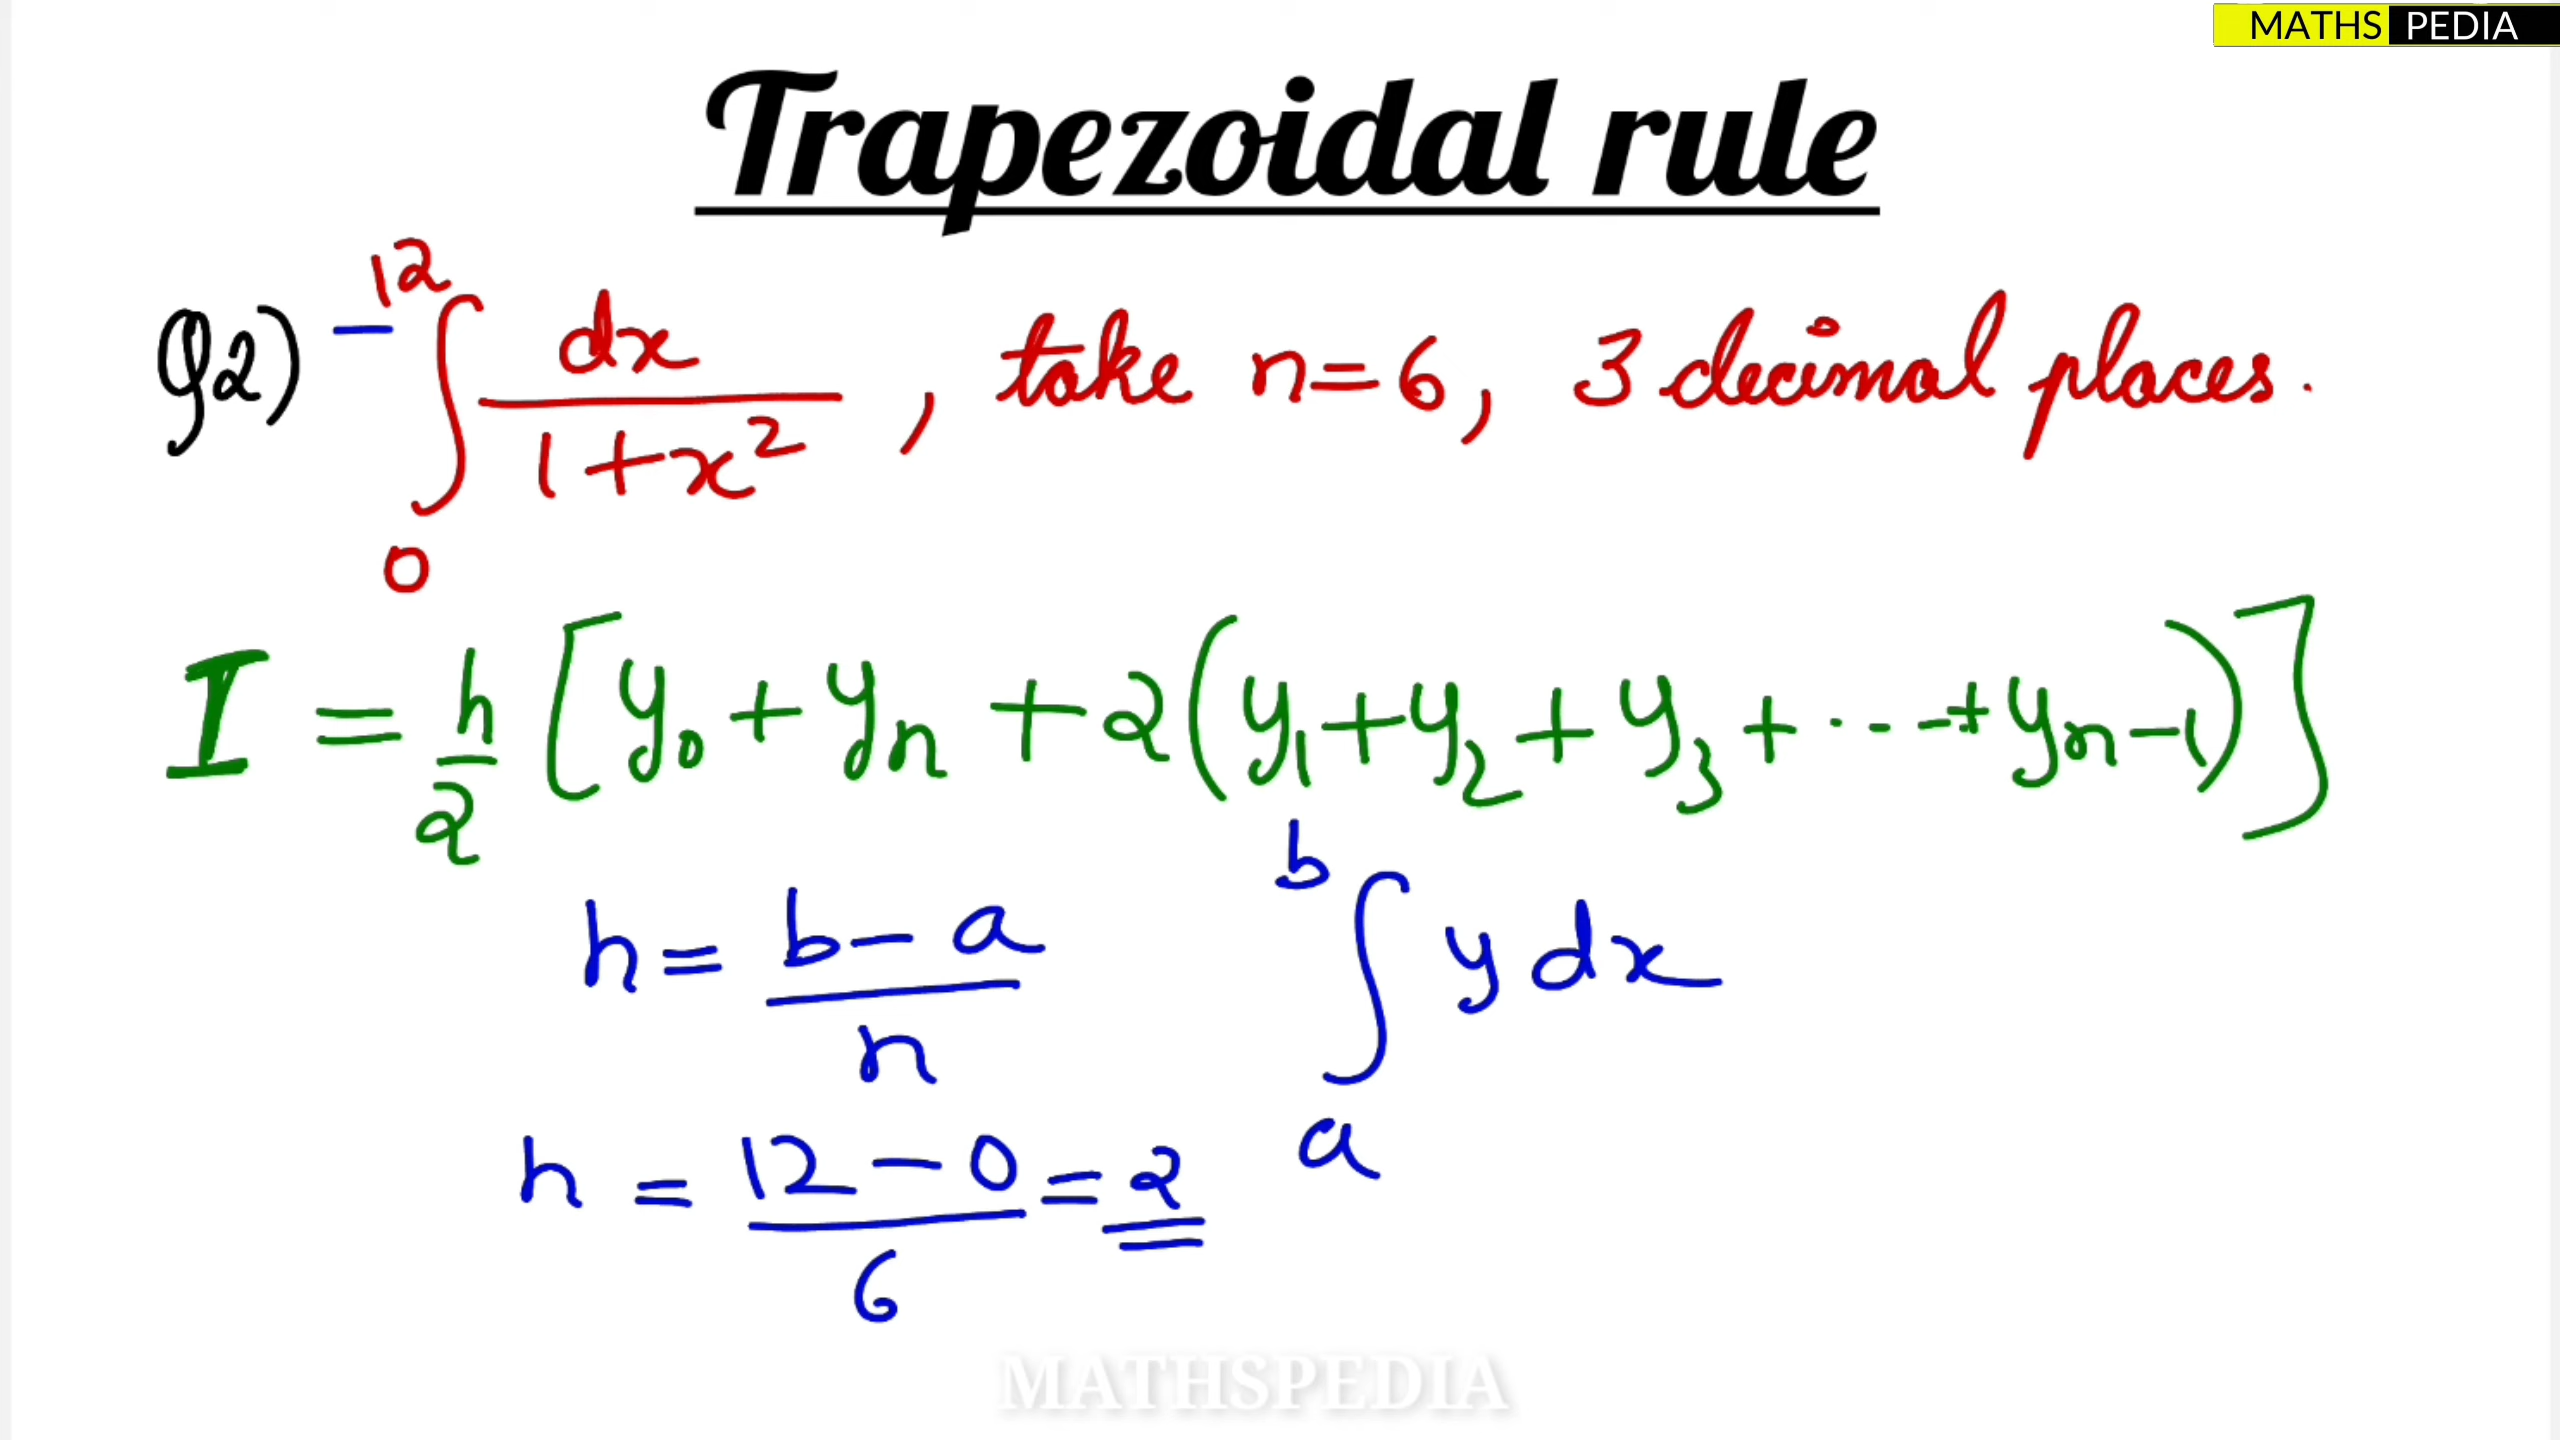 MATHS PEDIA
Trapezoidal rule
Q2) ∫₀¹² dx/(1+x²), take n=6, 3 decimal places.
I = h/2 [y₀+yₙ+2(y₁+y₂+y₃+...+yₙ₋₁)]
h = (b-a)/n ∫ₐᵇ y dx
h = (12-0)/6 = 2
MATHSPEDIA